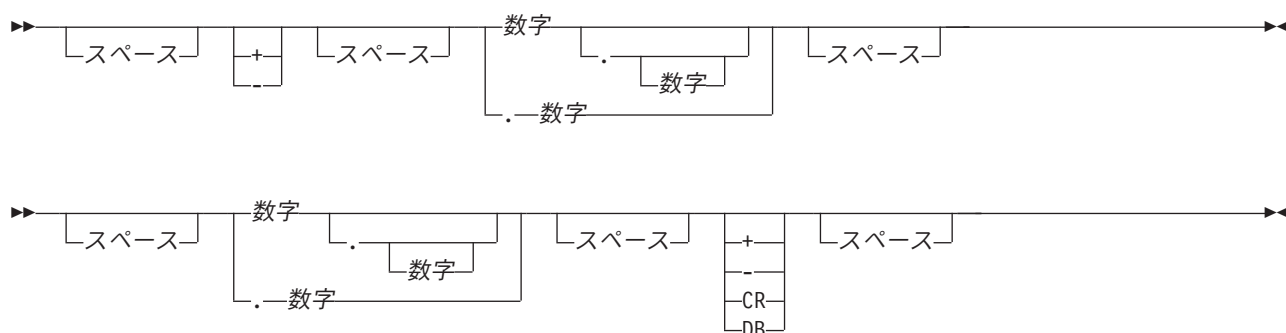 数字
スペース + スペース . スペース
- 数字
. 数字
数字
スペース . スペース + スペース
数字 -
. 数字 CR
DB